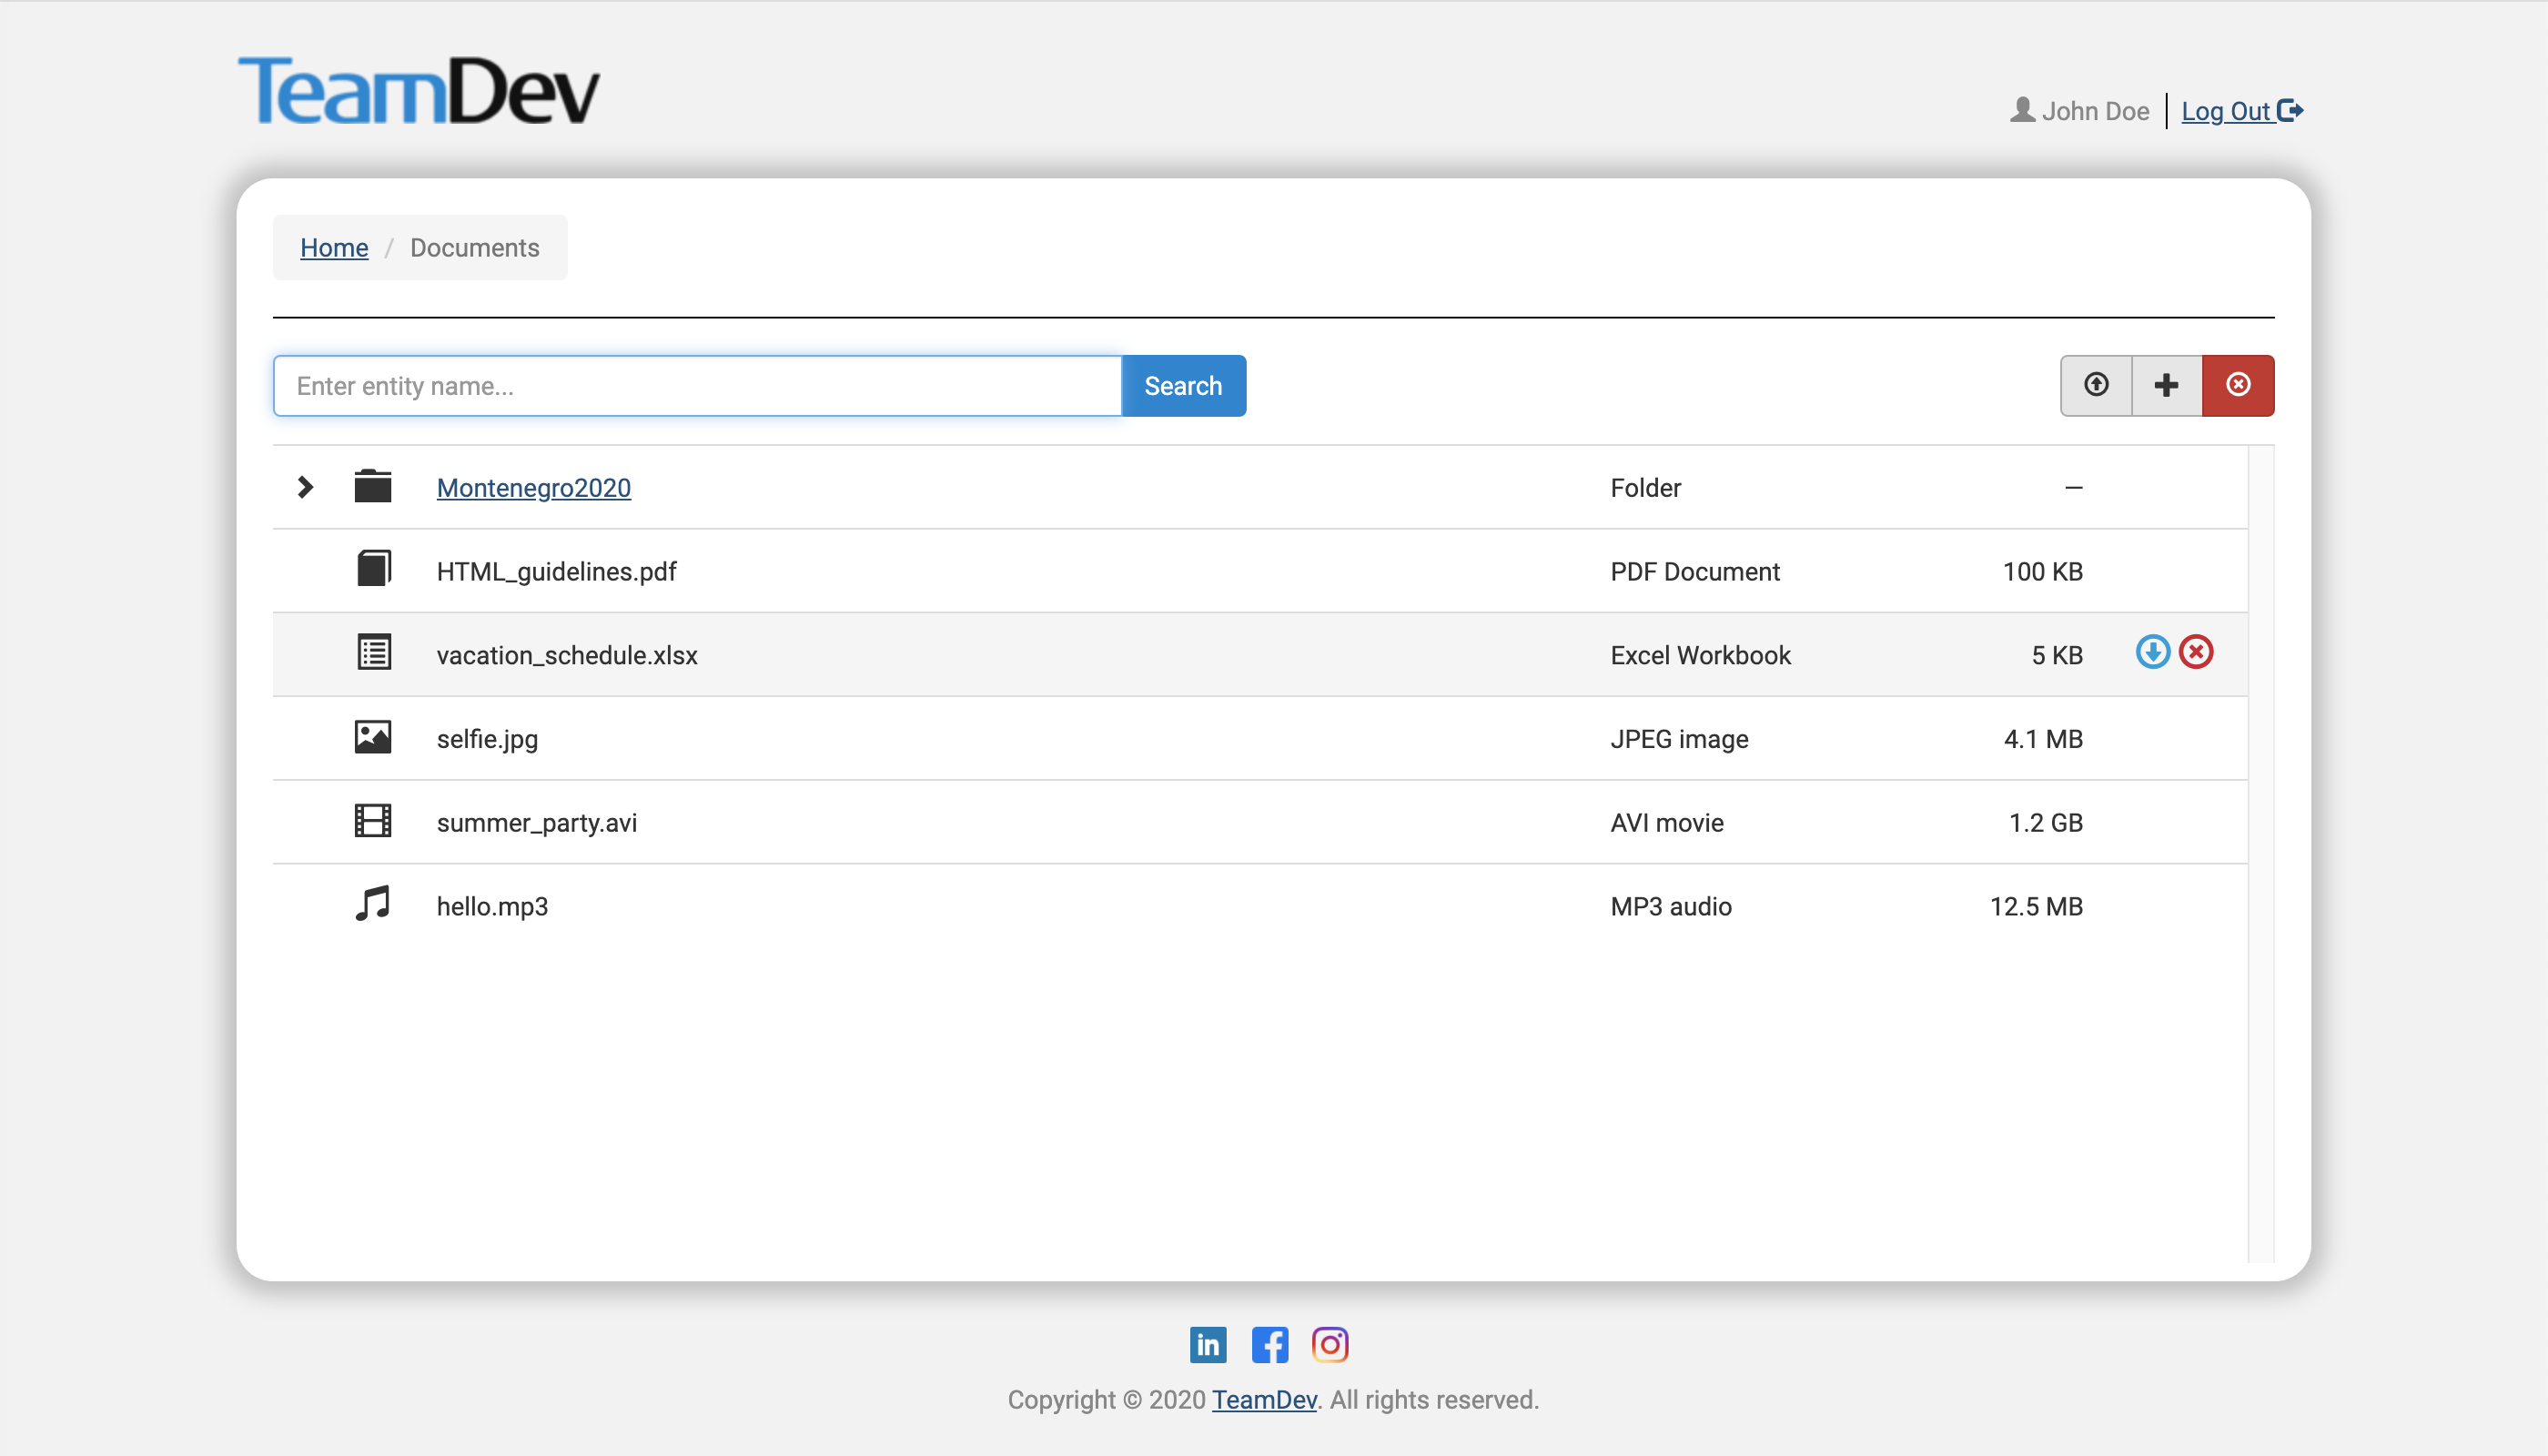 TeamDev
John Doe | Log Out
Home / Documents
Enter entity name...
Search
Montenegro2020 Folder —
HTML_guidelines.pdf PDF Document 100 KB
vacation_schedule.xlsx Excel Workbook 5 KB
selfie.jpg JPEG image 4.1 MB
summer_party.avi AVI movie 1.2 GB
hello.mp3 MP3 audio 12.5 MB
in f
Copyright © 2020 TeamDev. All rights reserved.